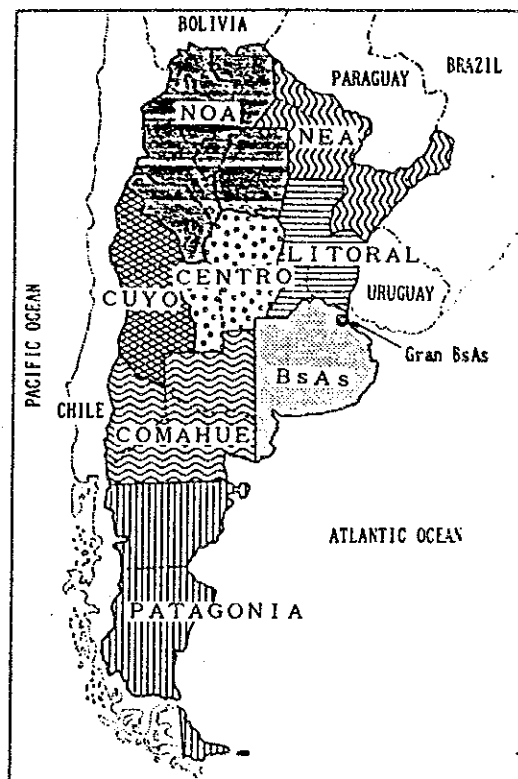 BOLIVIA
PARAGUAY
BRAZIL
NOA
NEA
LITORAL
CENTRO
CUYO
URUGUAY
PACIFIC OCEAN
Gran BsAs
BsAs
CHILE
COMAHUE
ATLANTIC OCEAN
PATAGONIA